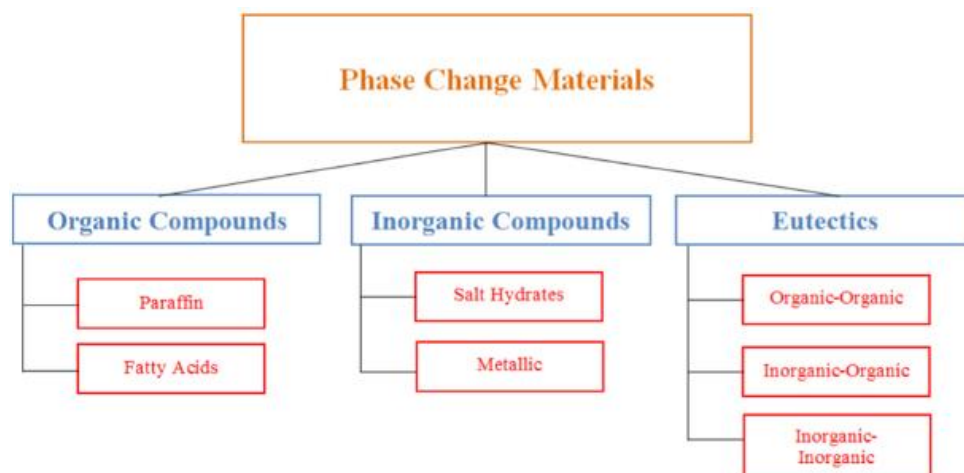 Phase Change Materials
Organic Compounds
Paraffin
Fatty Acids
Inorganic Compounds
Salt Hydrates
Metallic
Eutectics
Organic-Organic
Inorganic-Organic
Inorganic-
Inorganic